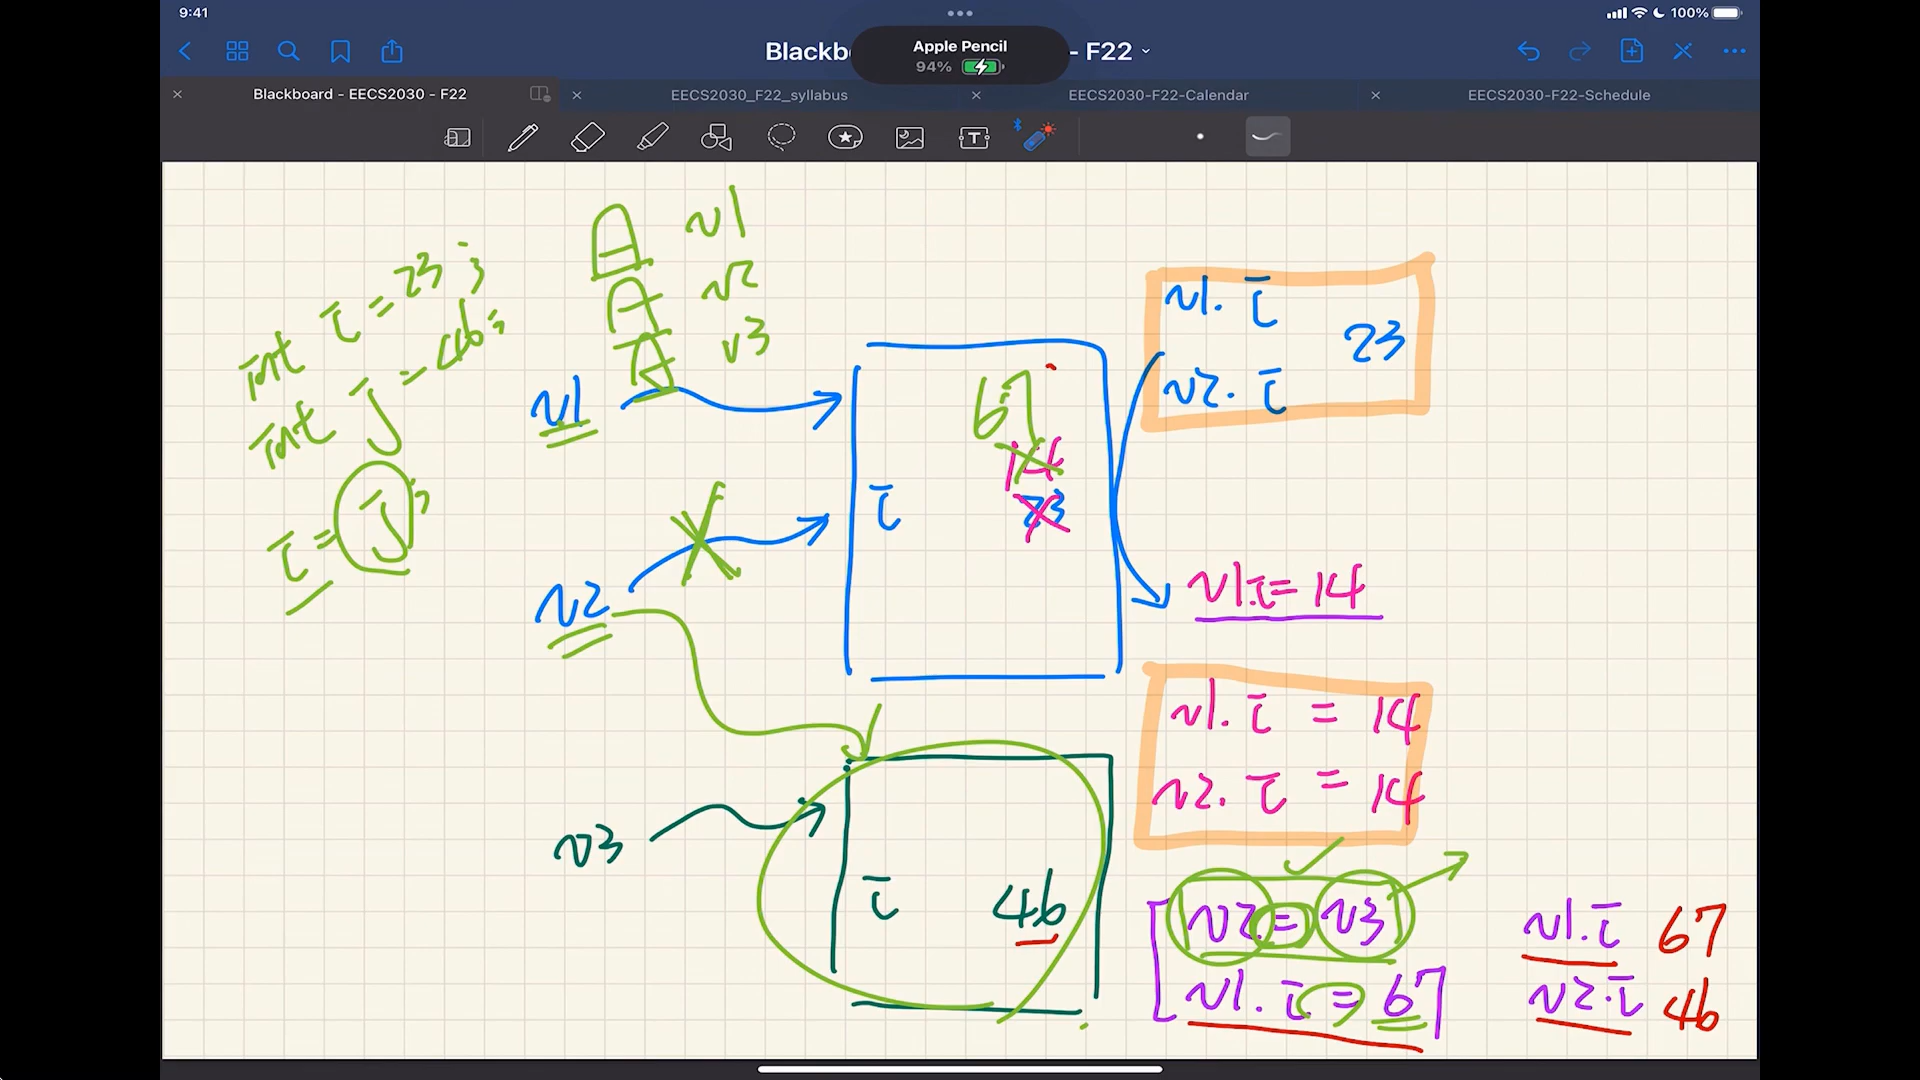 9:41
100%
Apple Pencil
94%
Blackb
- F22
Blackboard - EECS2030 - F22
EECS2030_F22_syllabus
EECS2030-F22-Calendar
EECS2030-F22-Schedule
T
int i = 23;
int j = 46;
i = j;
v1
v2
v3
v1
v2
v3
67
14
23
i
i 46
v1. i
23
v2. i
v1.i = 14
v1. i = 14
v2. i = 14
v2 = v3
v1. i = 67
v1.i 67
v2.i 46